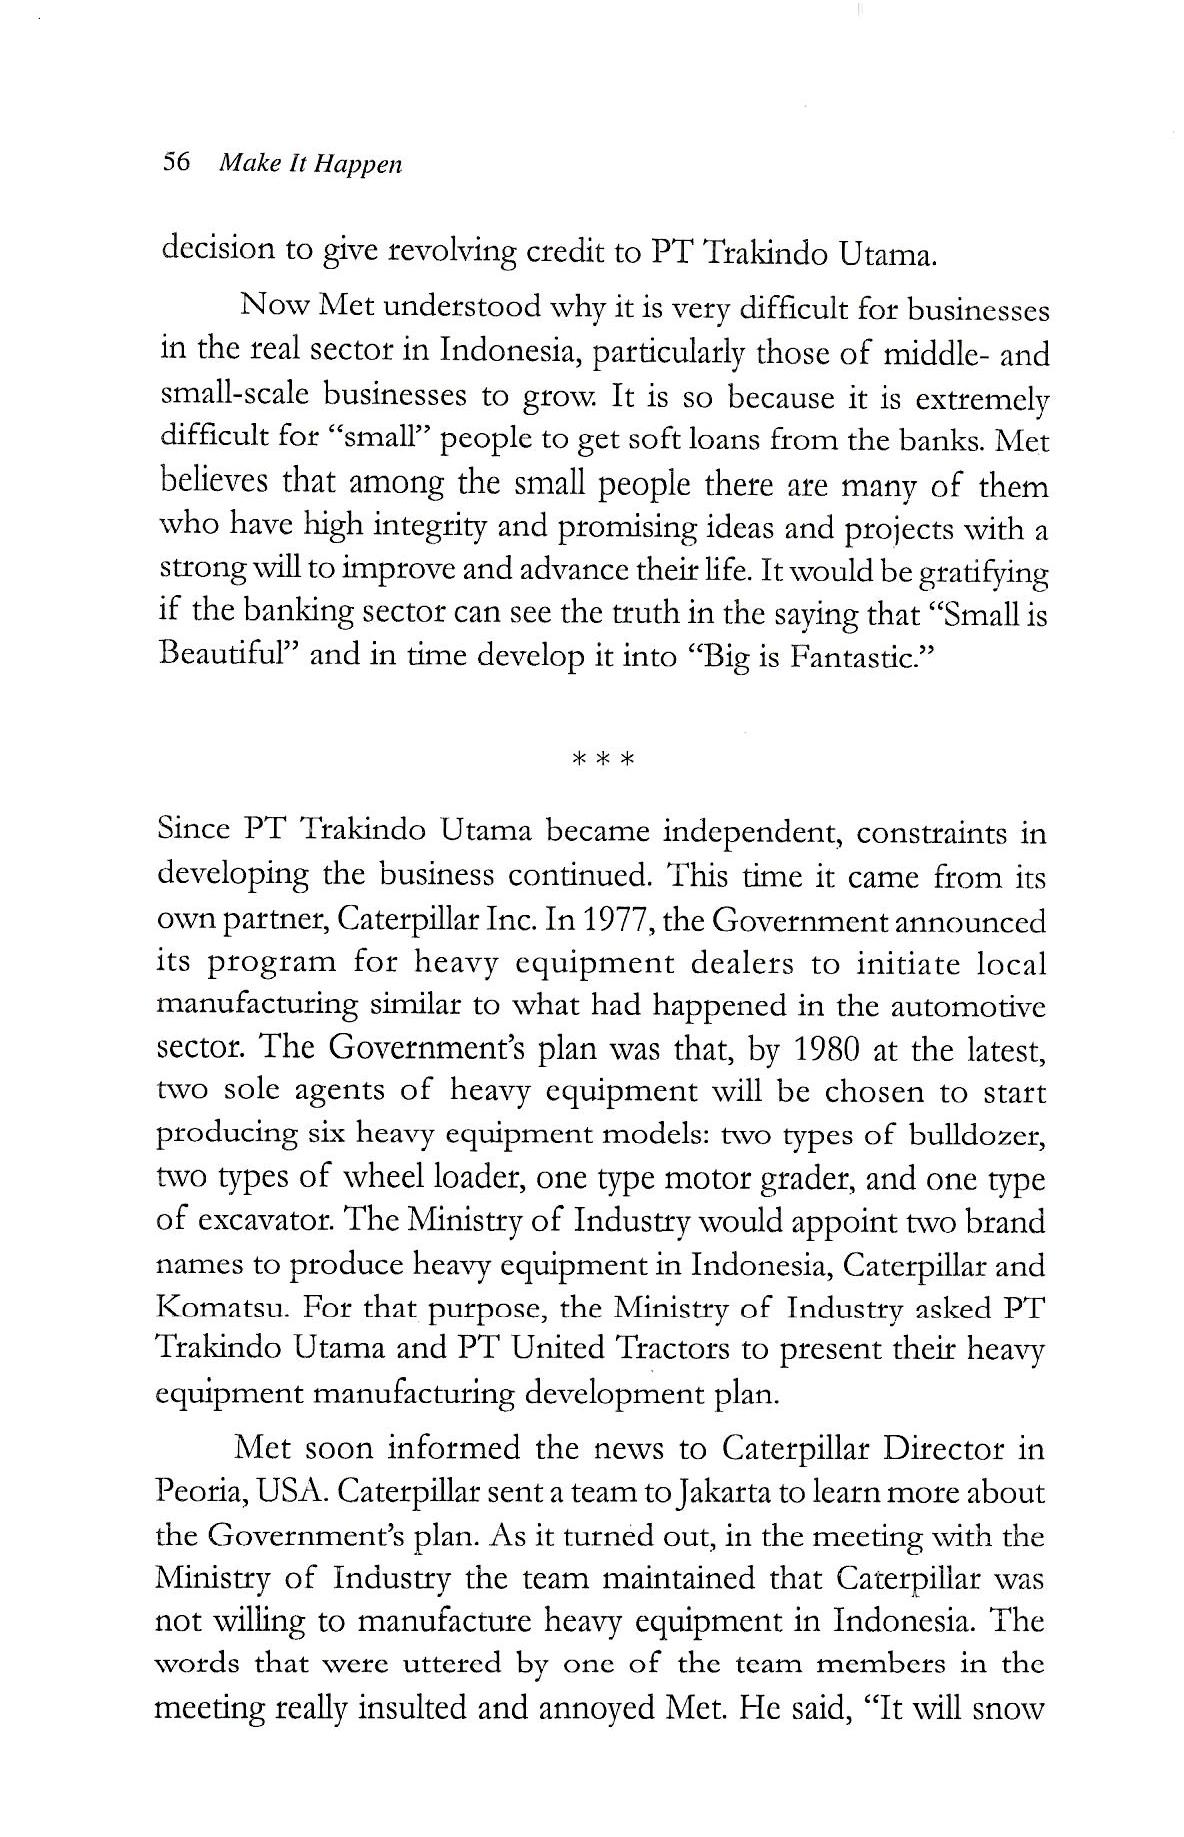 56 Make It Happen
decision to give revolving credit to PT Trakindo Utama.
Now Met understood why it is very difficult for businesses
in the real sector in Indonesia, particularly those of middle- and
small-scale businesses to grow. It is so because it is extremely
difficult for “small” people to get soft loans from the banks. Met
believes that among the small people there are many of them
who have high integrity and promising ideas and projects with a
strong will to improve and advance their life. It would be gratifying
if the banking sector can see the truth in the saying that “Small is
Beautiful” and in time develop it into “Big is Fantastic.”
* * *
Since PT Trakindo Utama became independent, constraints in
developing the business continued. This time it came from its
own partner, Caterpillar Inc. In 1977, the Government announced
its program for heavy equipment dealers to initiate local
manufacturing similar to what had happened in the automotive
sector. The Government’s plan was that, by 1980 at the latest,
two sole agents of heavy equipment will be chosen to start
producing six heavy equipment models: two types of bulldozer,
two types of wheel loader, one type motor grader, and one type
of excavator. The Ministry of Industry would appoint two brand
names to produce heavy equipment in Indonesia, Caterpillar and
Komatsu. For that purpose, the Ministry of Industry asked PT
Trakindo Utama and PT United Tractors to present their heavy
equipment manufacturing development plan.
Met soon informed the news to Caterpillar Director in
Peoria, USA. Caterpillar sent a team to Jakarta to learn more about
the Government’s plan. As it turned out, in the meeting with the
Ministry of Industry the team maintained that Caterpillar was
not willing to manufacture heavy equipment in Indonesia. The
words that were uttered by one of the team members in the
meeting really insulted and annoyed Met. He said, “It will snow